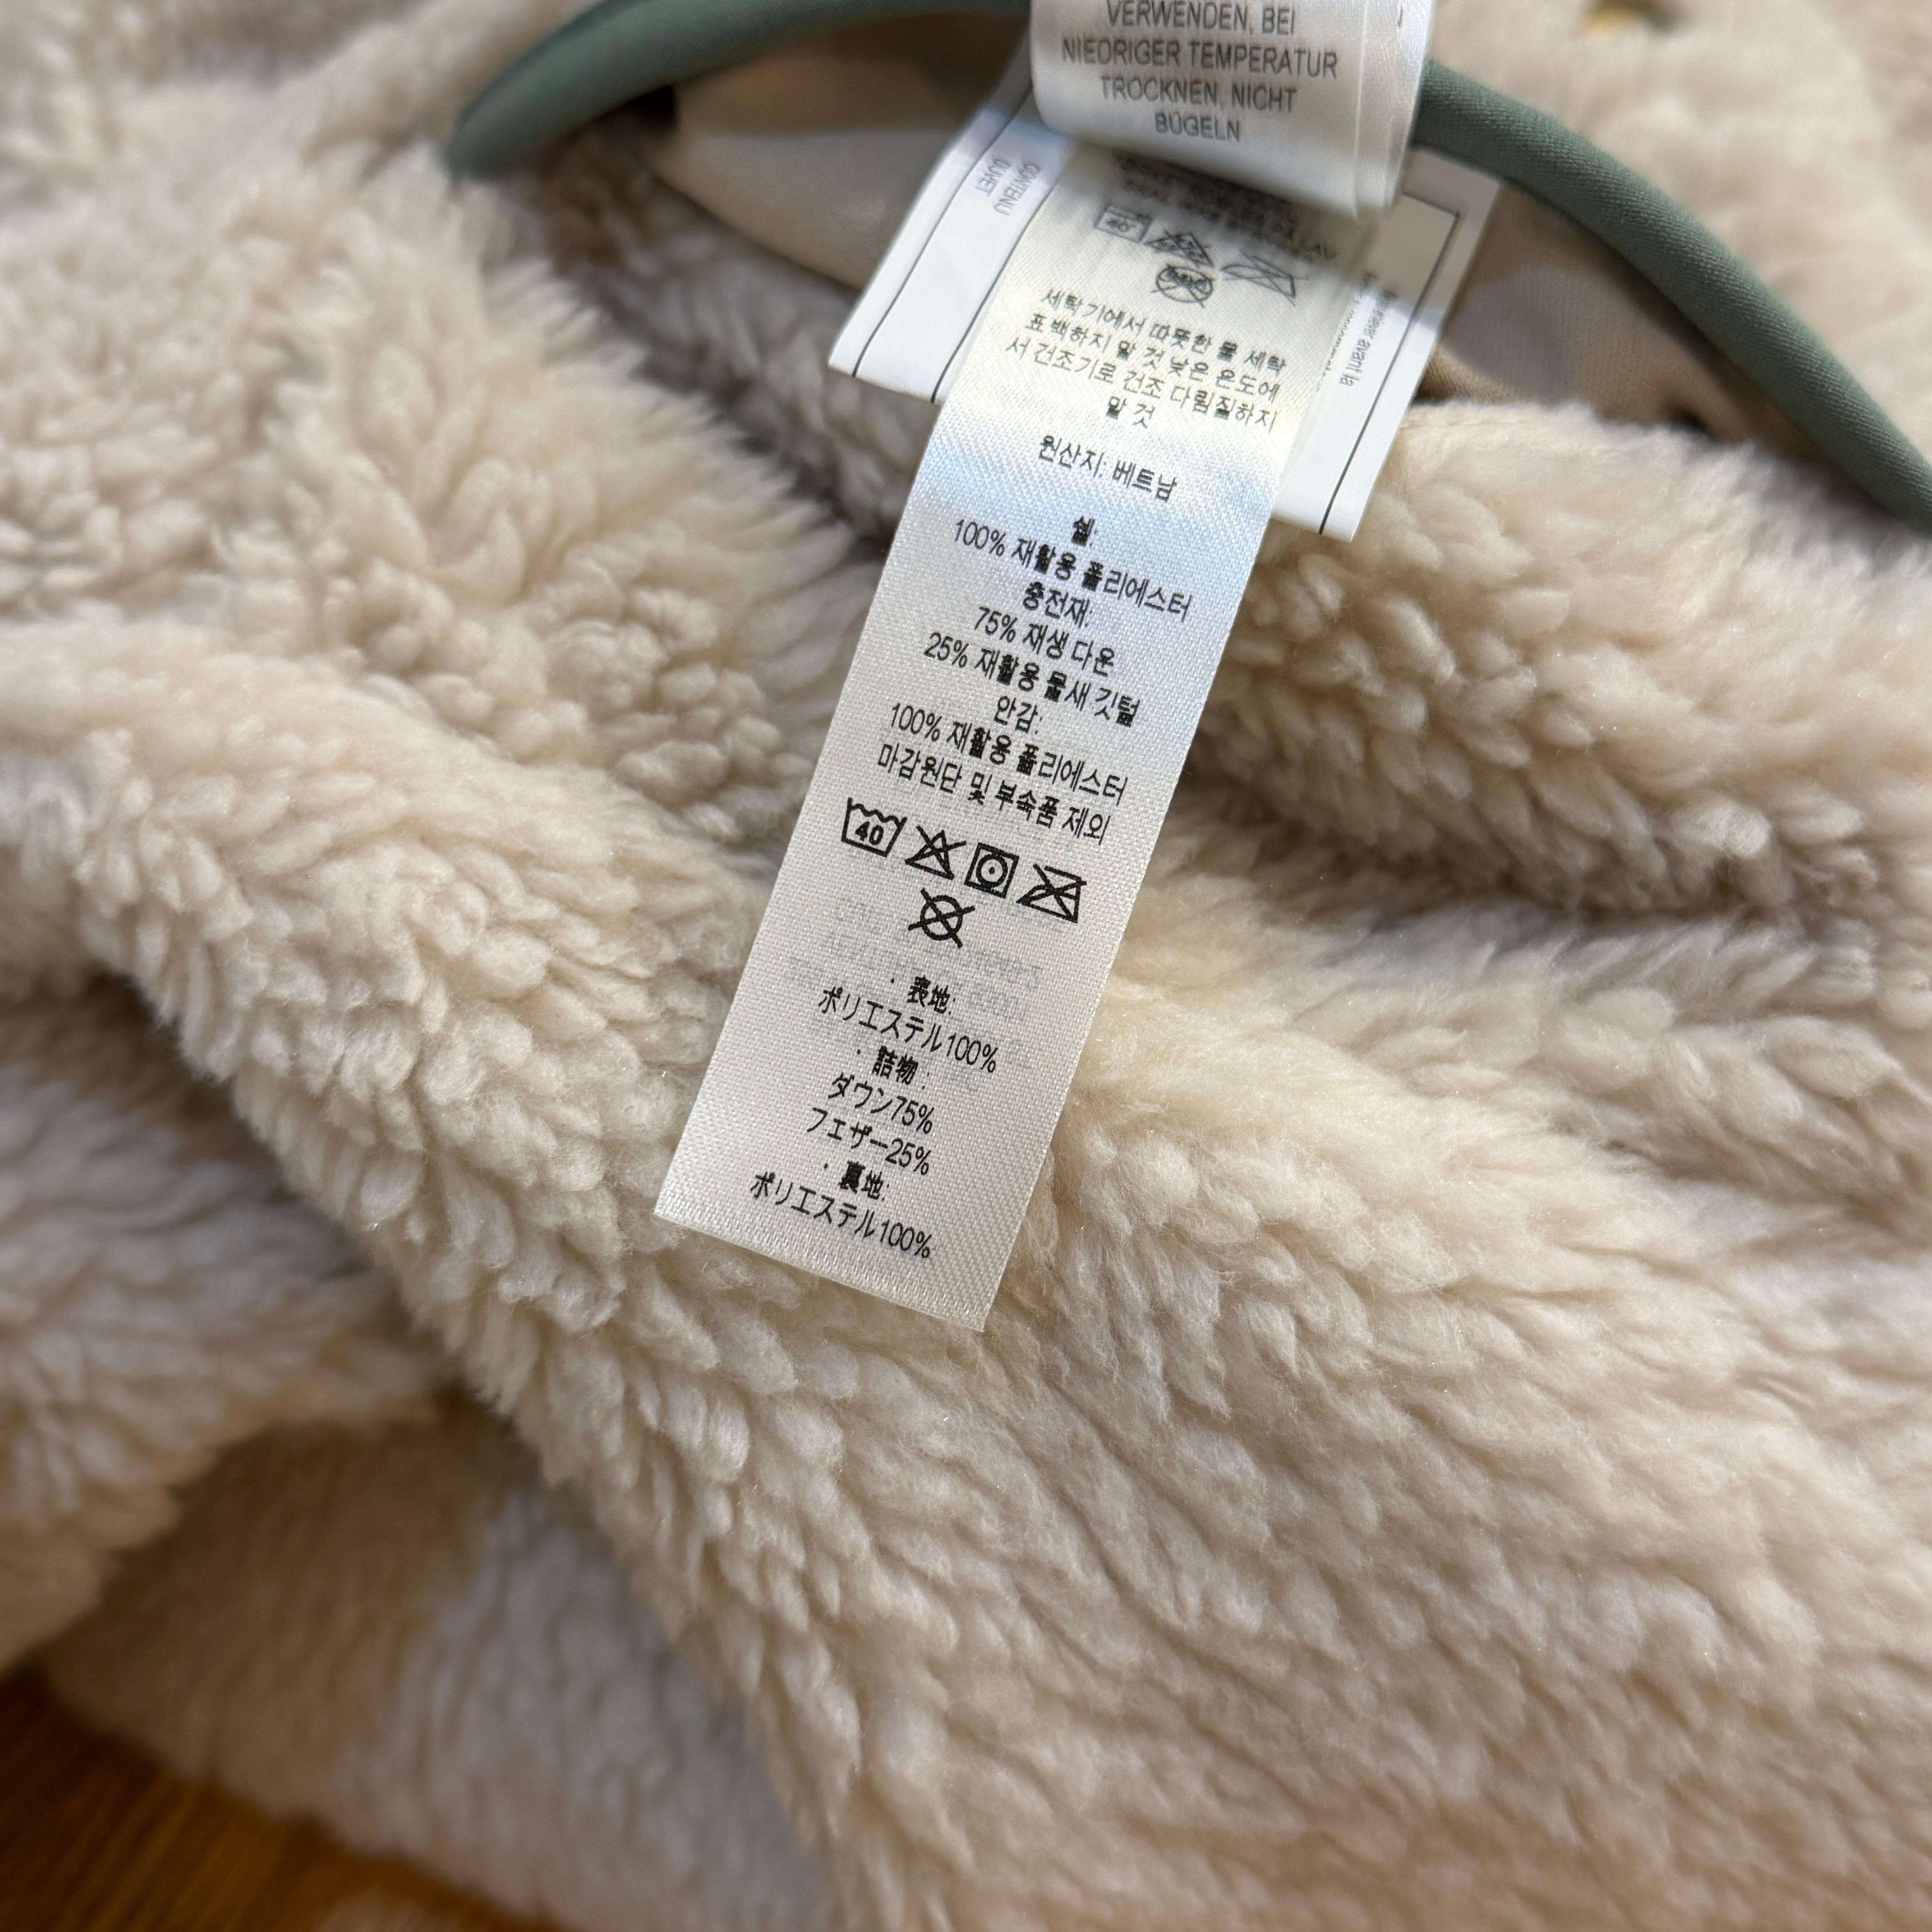 VERWENDEN, BEI
NIEDRIGER TEMPERATUR
TROCKNEN, NICHT
BÜGELN
CONTENU
DUVET
avant la
40
세탁기에서 따뜻한 물 세탁
표백하지 말 것 낮은 온도에
서 건조기로 건조 다림질하지
말 것
원산지: 베트남
쉘:
100% 재활용 폴리에스터
충전재:
75% 재생 다운
25% 재활용 물새 깃털
안감:
100% 재활용 폴리에스터
마감원단 및 부속품 제외
40
・表地:
ポリエステル100%
・詰物:
ダウン75%
フェザー25%
・裏地:
ポリエステル100%